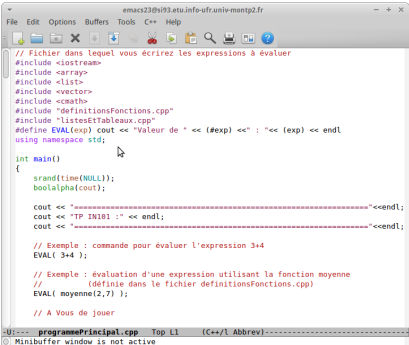 emacs23@si93.etu.info-ufr.univ-montp2.fr
File Edit Options Buffers Tools C++ Help
// Fichier dans lequel vous écrirez les expressions à évaluer
#include <iostream>
#include <array>
#include <list>
#include <vector>
#include <cmath>
#include "definitionsFonctions.cpp"
#include "listesEtTableaux.cpp"
#define EVAL(exp) cout << "Valeur de " << (#exp) <<" : "<< (exp) << endl
using namespace std;
int main()
{
srand(time(NULL));
boolalpha(cout);
cout << "=============================================================="<<endl;
cout << "TP IN101 :" << endl;
cout << "=============================================================="<<endl;
// Exemple : commande pour évaluer l'expression 3+4
EVAL( 3+4 );
// Exemple : évaluation d'une expression utilisant la fonction moyenne
// (définie dans le fichier definitionsFonctions.cpp)
EVAL( moyenne(2,7) );
// A Vous de jouer
-U:--- programmePrincipal.cpp Top L1 (C++/l Abbrev)------------------------------
Minibuffer window is not active